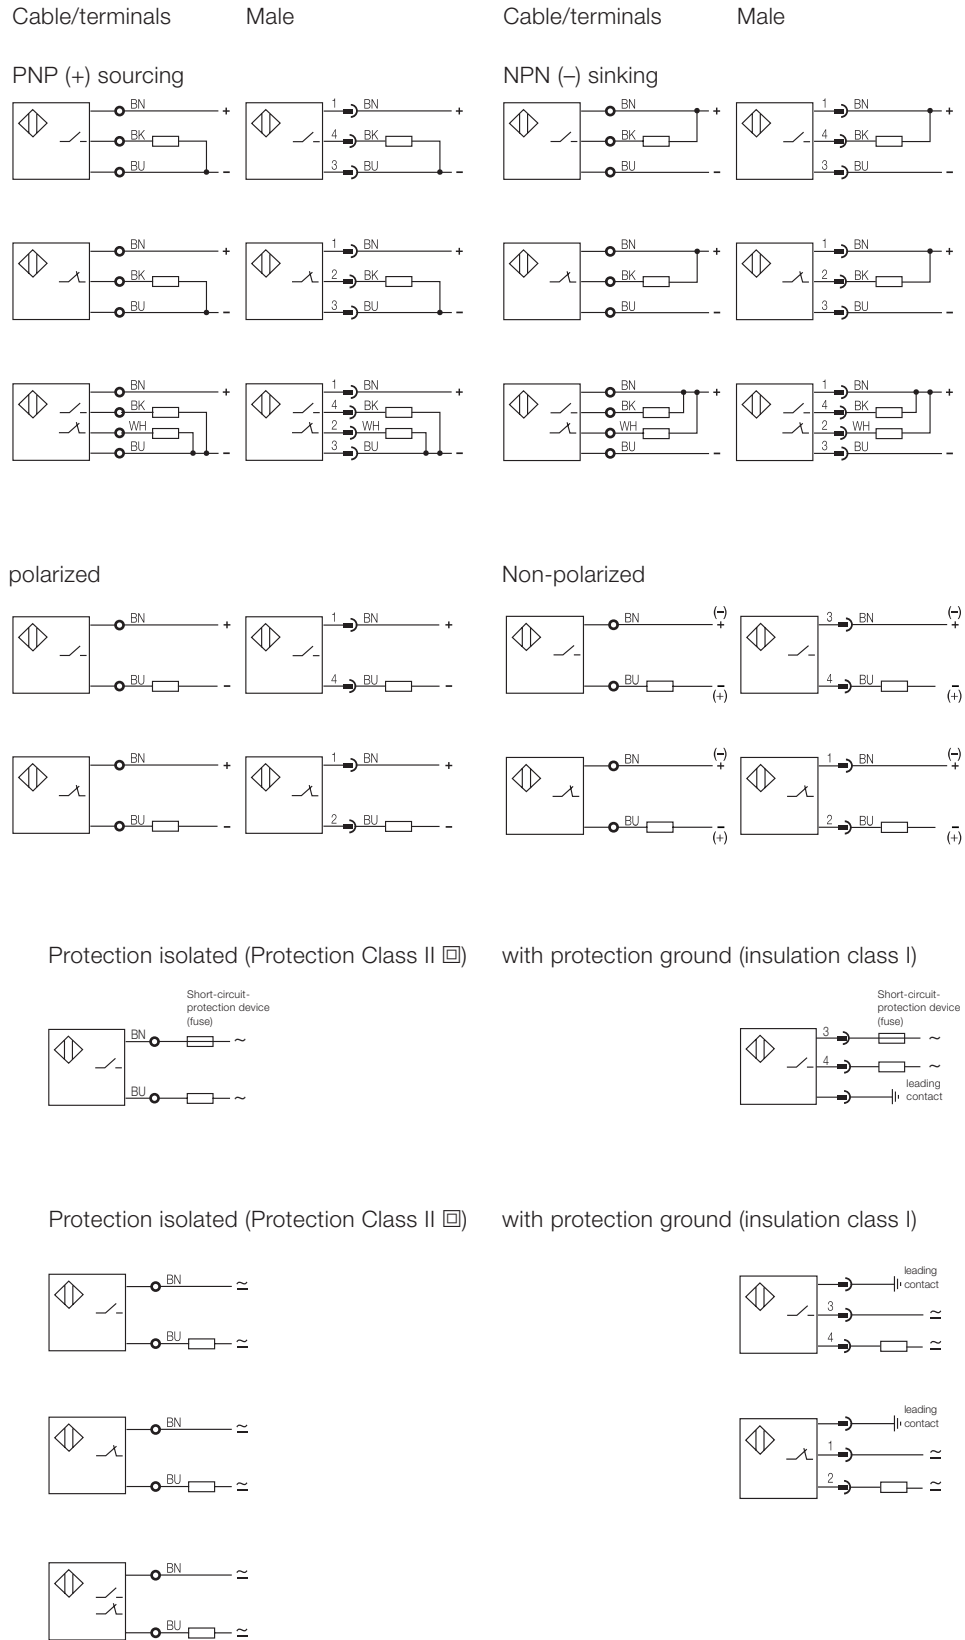 Cable/terminals Male Cable/terminals Male
PNP (+) sourcing NPN (–) sinking
BN + 1 BN + BN + 1 BN +
BK 4 BK BK 4 BK
BU - 3 BU - BU - 3 BU -
BN + 1 BN + BN + 1 BN +
BK 2 BK BK 2 BK
BU - 3 BU - BU - 3 BU -
BN + 1 BN + BN + 1 BN +
BK 4 BK BK 4 BK
WH 2 WH WH 2 WH
BU - 3 BU - BU - 3 BU -
polarized Non-polarized
BN + 1 BN + BN (–) + 3 BN (–) +
BU – 4 BU – BU – (+) 4 BU – (+)
BN + 1 BN + BN (–) + 1 BN (–) +
BU – 2 BU – BU – (+) 2 BU – (+)
Protection isolated (Protection Class II) with protection ground (insulation class I)
Short-circuit-
protection device
(fuse)
BN ~
BU ~
Short-circuit-
protection device
(fuse)
3 ~
4 ~
leading
contact
Protection isolated (Protection Class II) with protection ground (insulation class I)
BN ≃
BU ≃
leading
contact
3 ≃
4 ≃
BN ≃
BU ≃
leading
contact
1 ≃
2 ≃
BN ≃
BU ≃